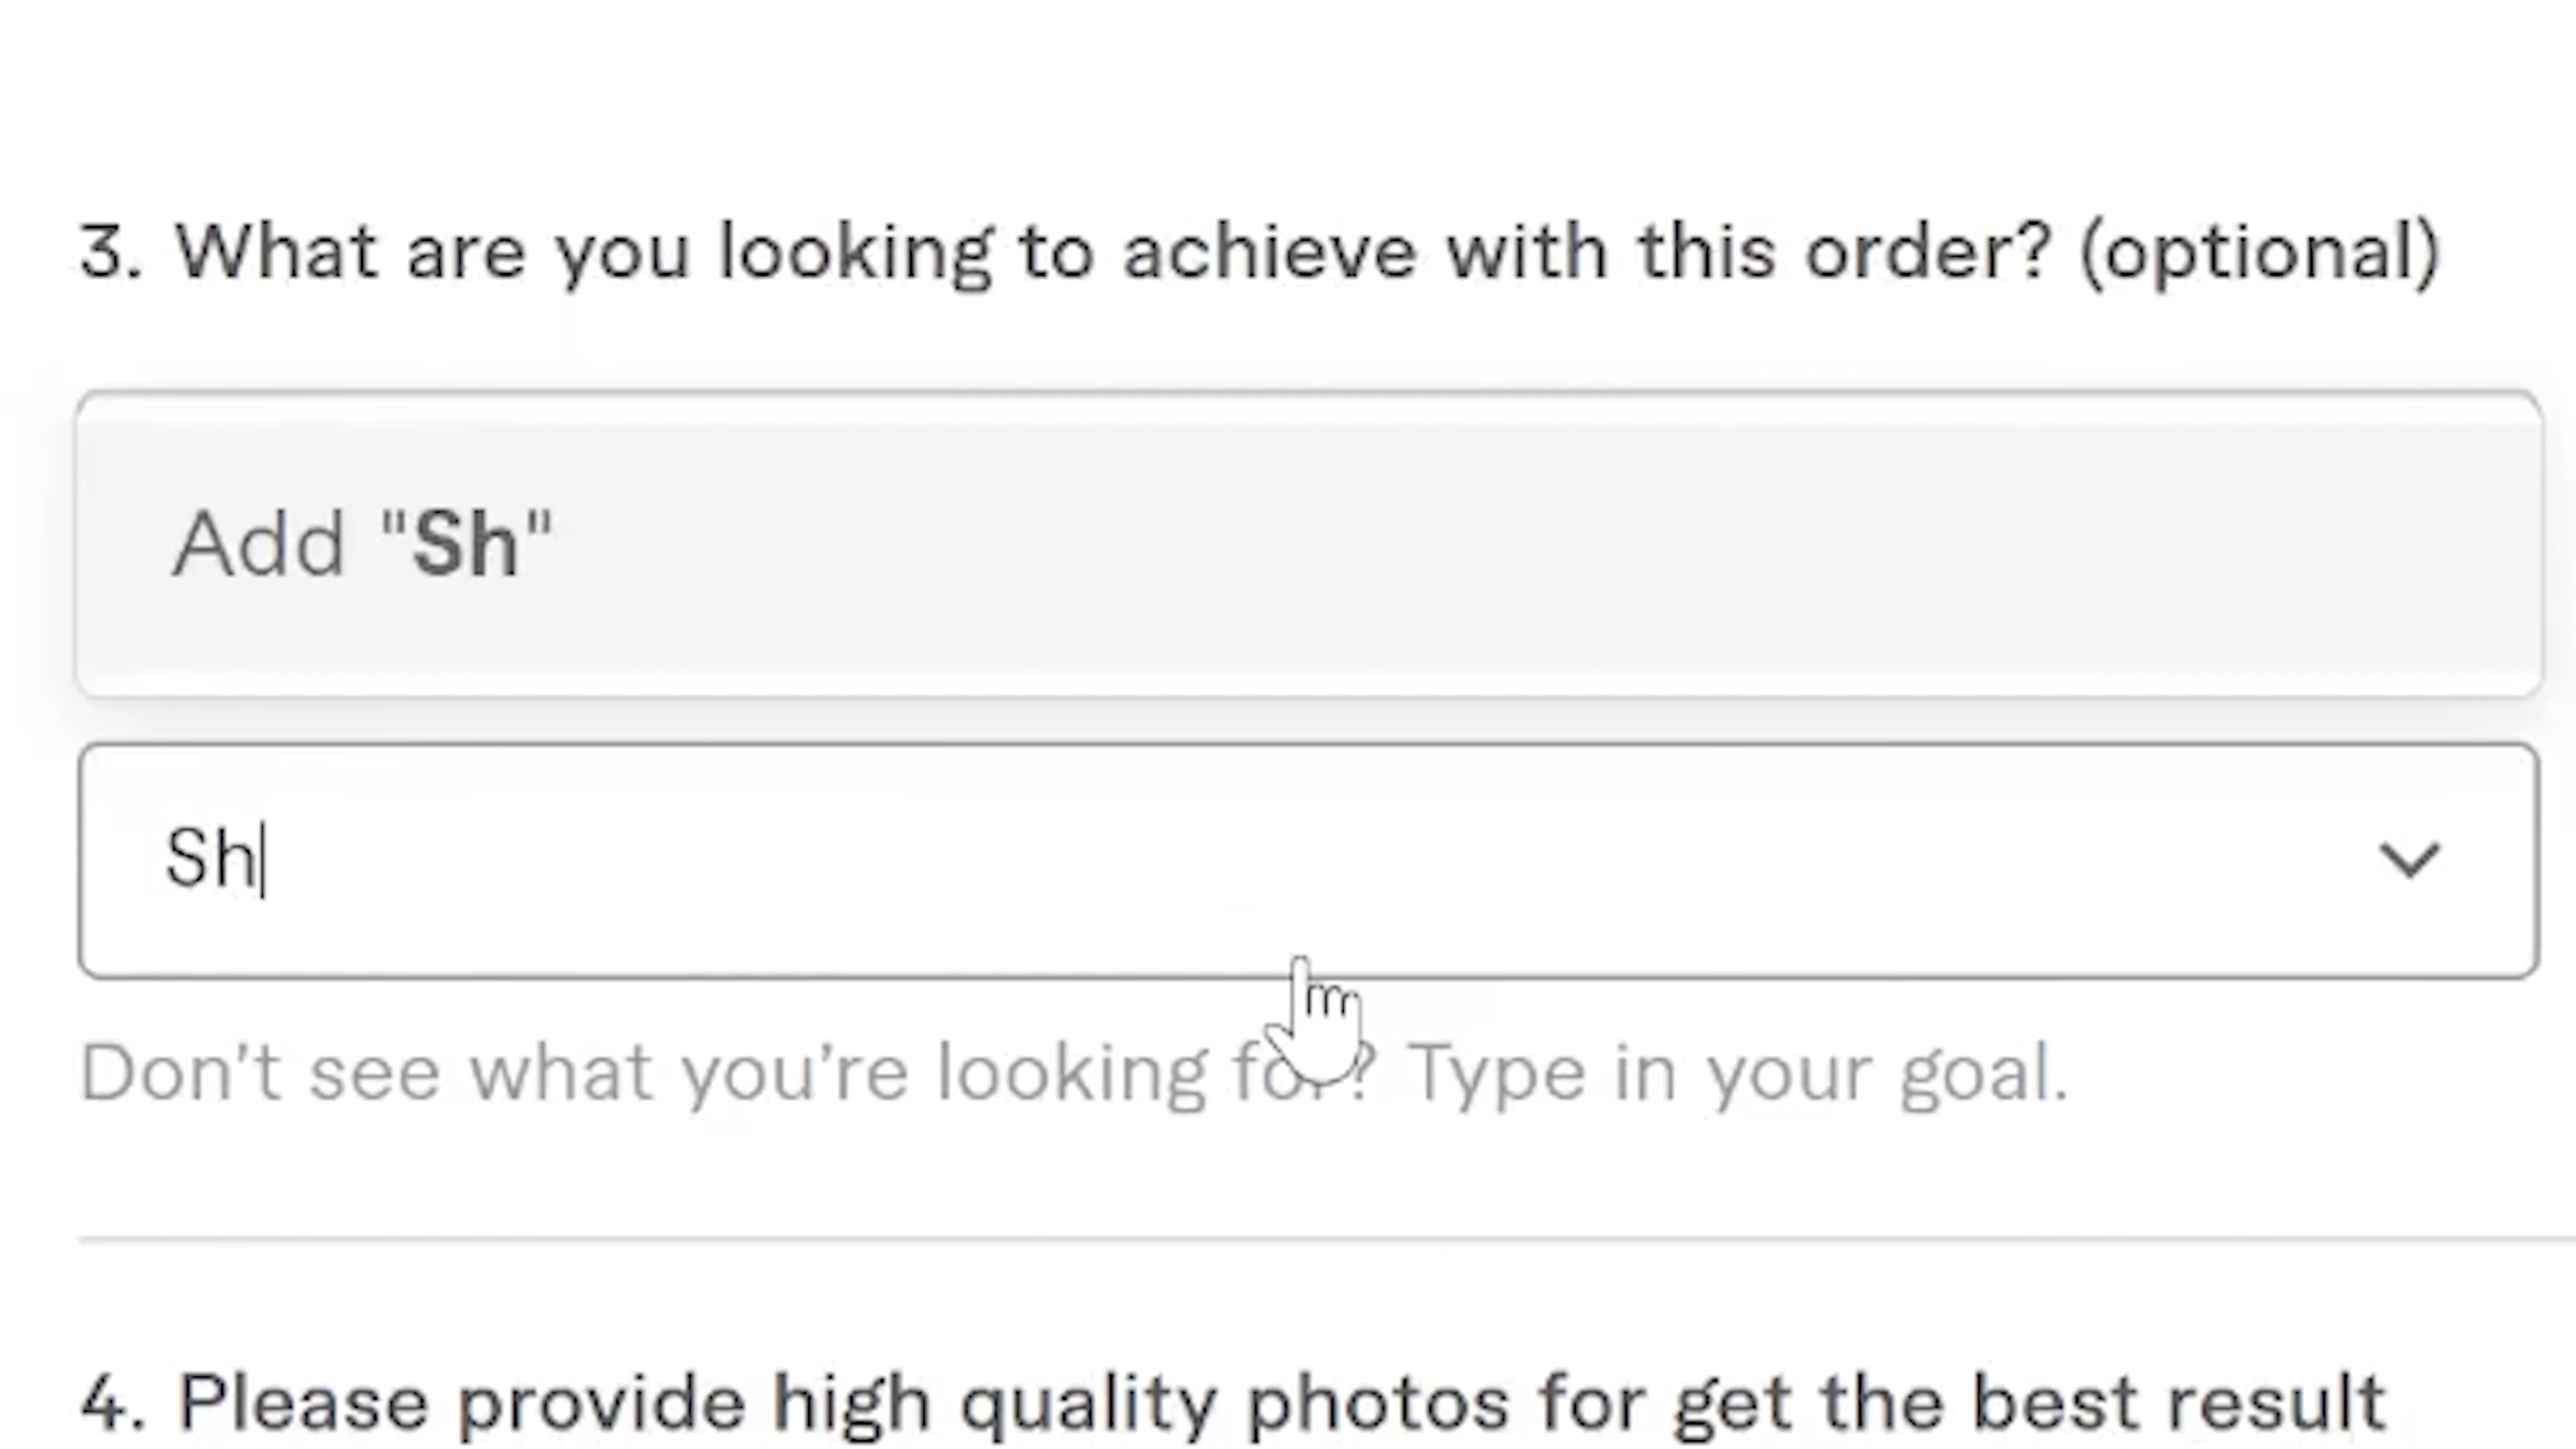 3. What are you looking to achieve with this order? (optional)
Add "Sh"
Sh
Don't see what you're looking for? Type in your goal.
4. Please provide high quality photos for get the best result